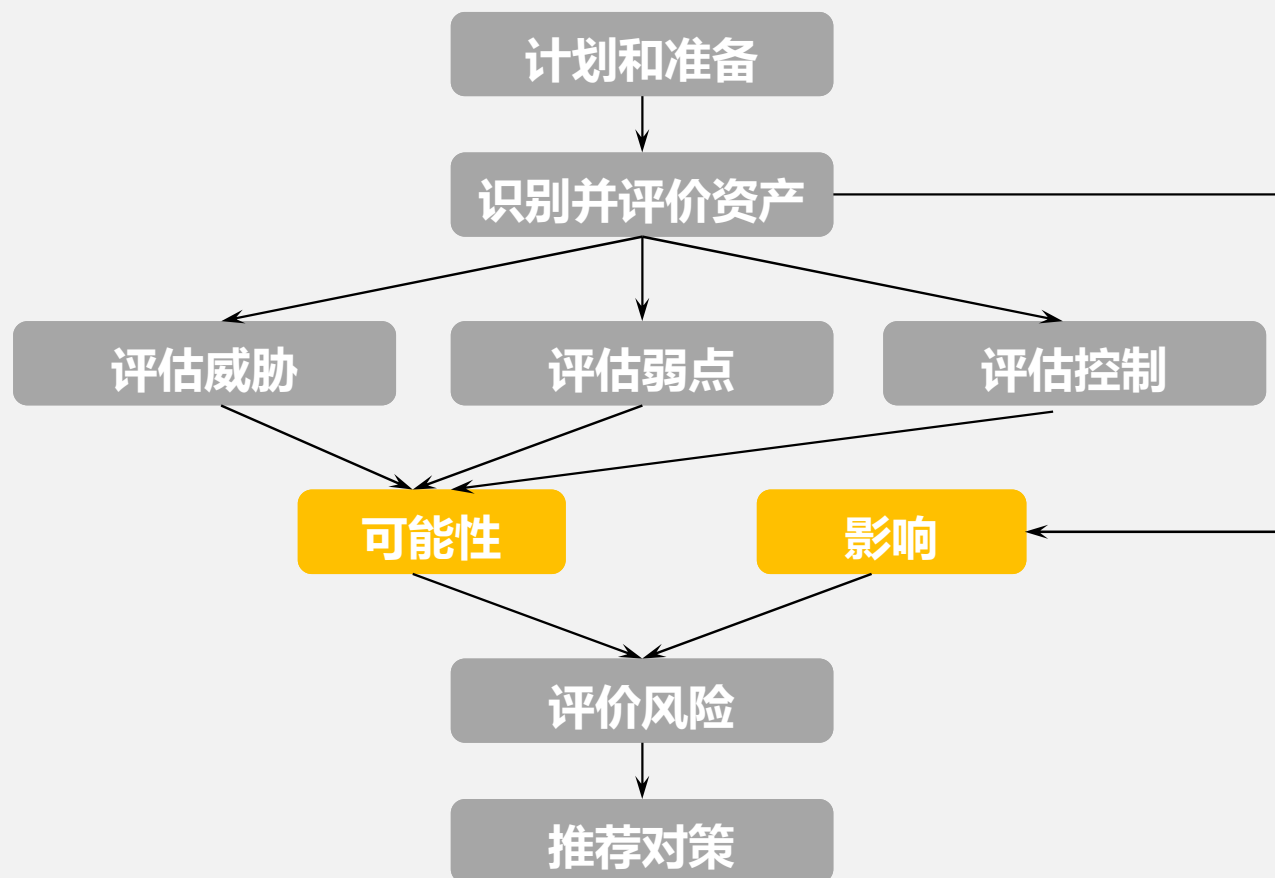 计划和准备
识别并评价资产
评估威胁
评估弱点
评估控制
可能性
影响
评价风险
推荐对策